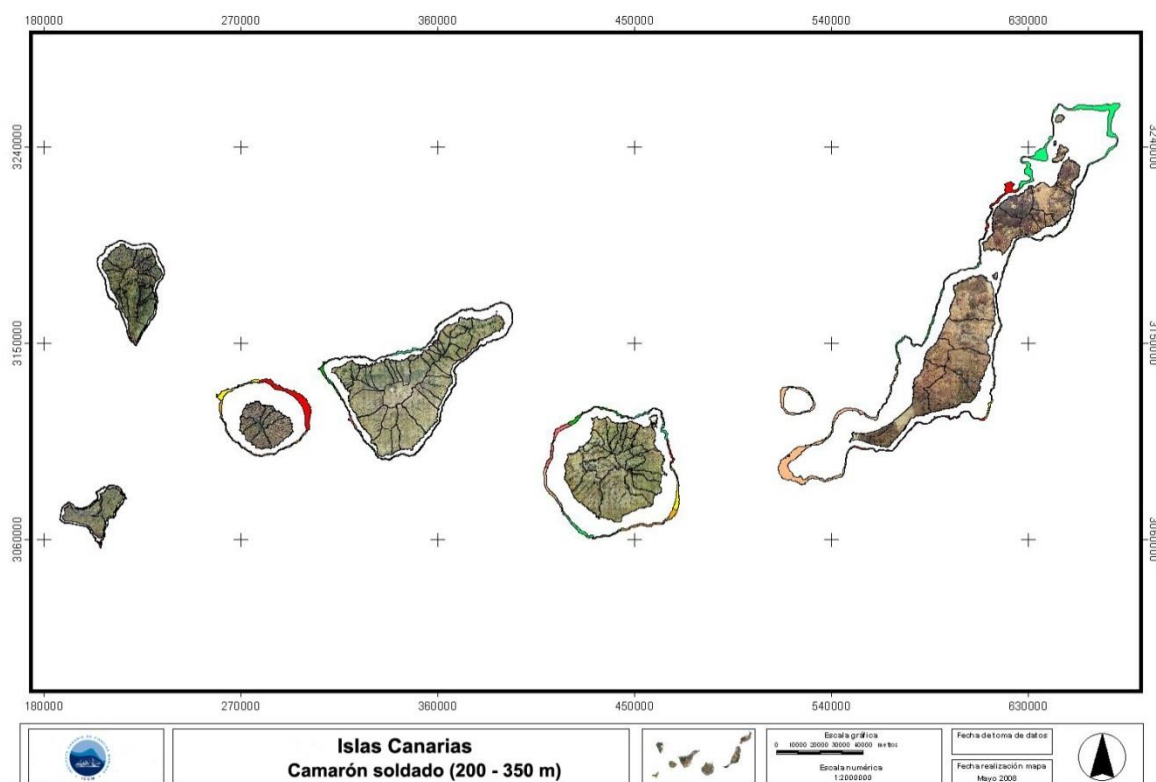 180000 270000 360000 450000 540000 630000
3240000 3240000
3150000 3150000
3060000 3060000
180000 270000 360000 450000 540000 630000
Islas Canarias
Camarón soldado (200 - 350 m)
Escala gráfica
0 10000 20000 30000 40000 metros
Escala numérica
1:2000000
Fecha de toma de datos
Fecha realización mapa
Mayo 2008